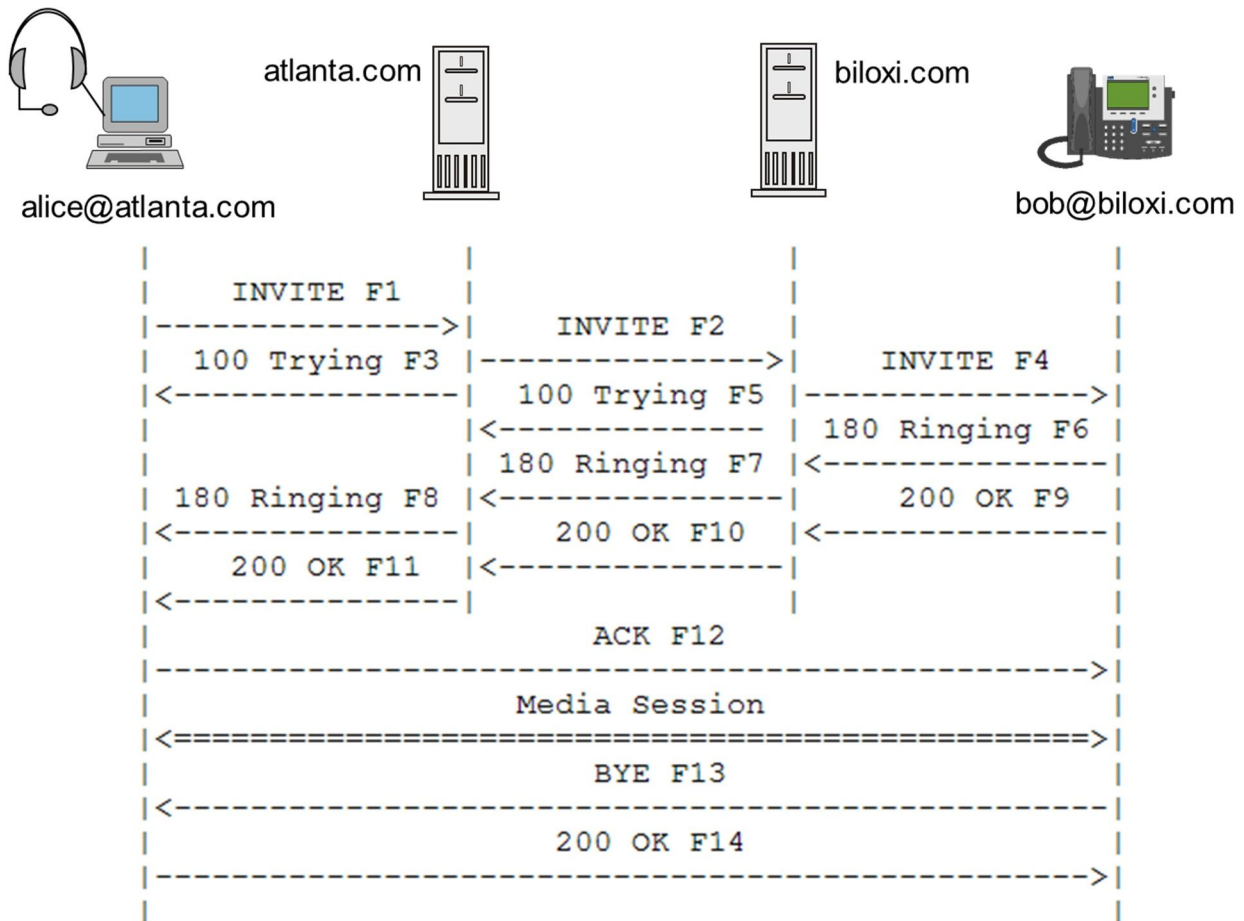 atlanta.com
biloxi.com
alice@atlanta.com
bob@biloxi.com
INVITE F1
INVITE F2
100 Trying F3
INVITE F4
100 Trying F5
180 Ringing F6
180 Ringing F7
180 Ringing F8
200 OK F9
200 OK F10
200 OK F11
ACK F12
Media Session
BYE F13
200 OK F14